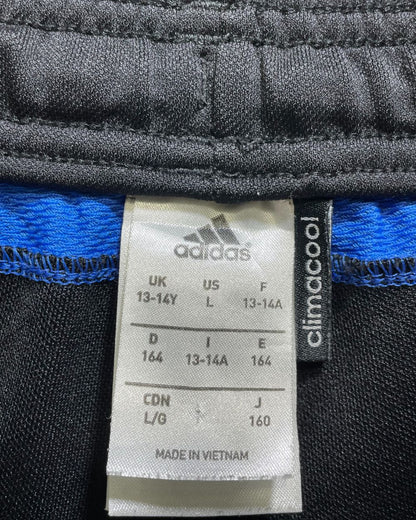 adidas
UK US F
13-14Y L 13-14A
D I E
164 13-14A 164
CDN J
L/G 160
MADE IN VIETNAM
climacool